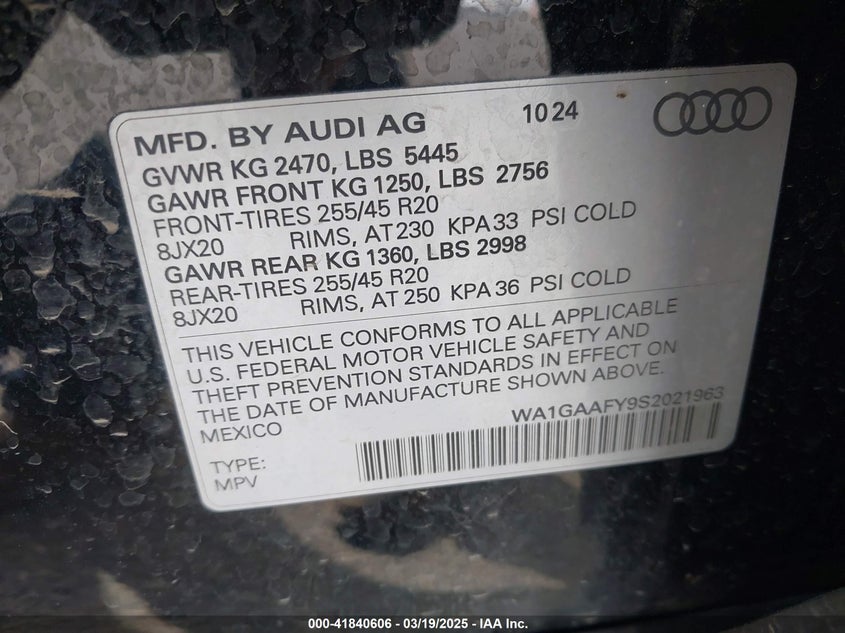 MFD. BY AUDI AG 10 24
GVWR KG 2470, LBS 5445
GAWR FRONT KG 1250, LBS 2756
FRONT-TIRES 255/45 R20
8JX20 RIMS, AT 230 KPA 33 PSI COLD
GAWR REAR KG 1360, LBS 2998
REAR-TIRES 255/45 R20
8JX20 RIMS, AT 250 KPA 36 PSI COLD
THIS VEHICLE CONFORMS TO ALL APPLICABLE
U.S. FEDERAL MOTOR VEHICLE SAFETY AND
THEFT PREVENTION STANDARDS IN EFFECT ON
THE DATE OF MANUFACTURE SHOWN ABOVE.
MEXICO WA1GAAFY9S2021963
TYPE:
MPV
000-41840606 - 03/19/2025 - IAA Inc.